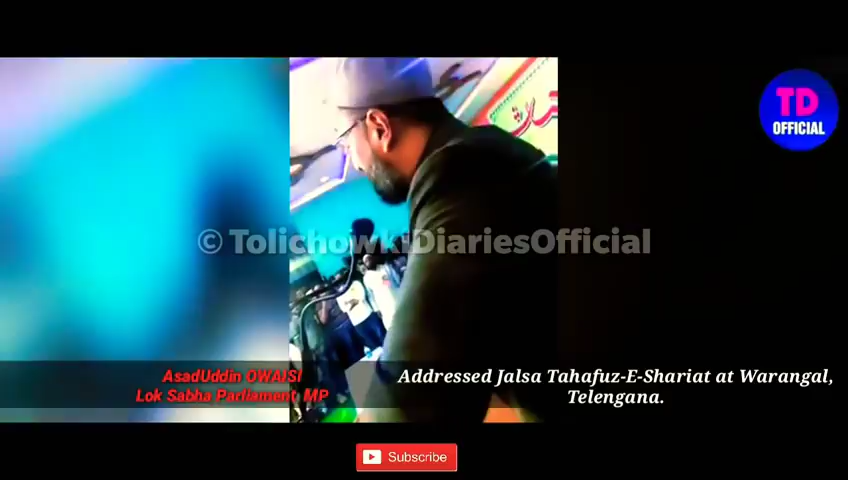 TD
OFFICIAL
© TolichowkiDiariesOfficial
AsadUddin OWAISI
Lok Sabha Parliament, MP
Addressed Jalsa Tahafuz-E-Shariat at Warangal,
Telengana.
Subscribe